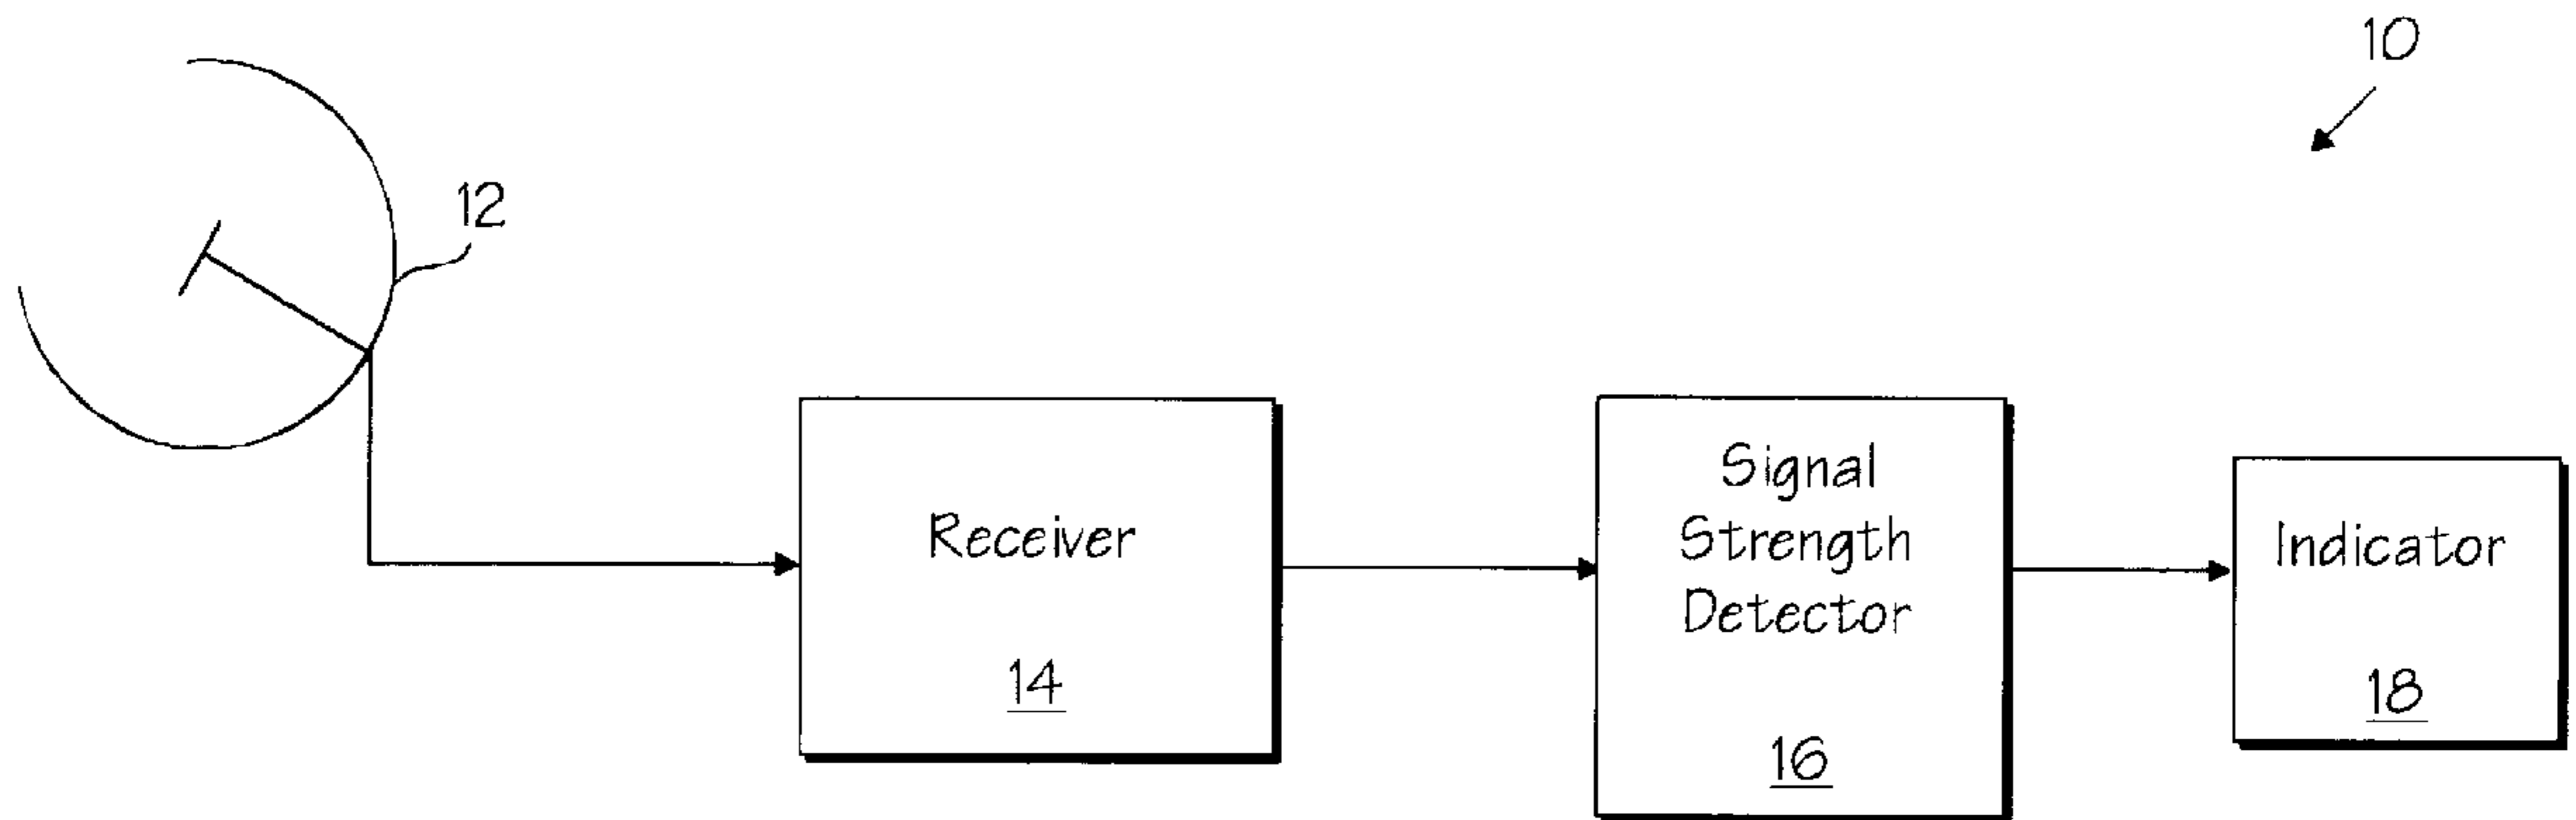 10
12
Receiver
14
Signal
Strength
Detector
16
Indicator
18